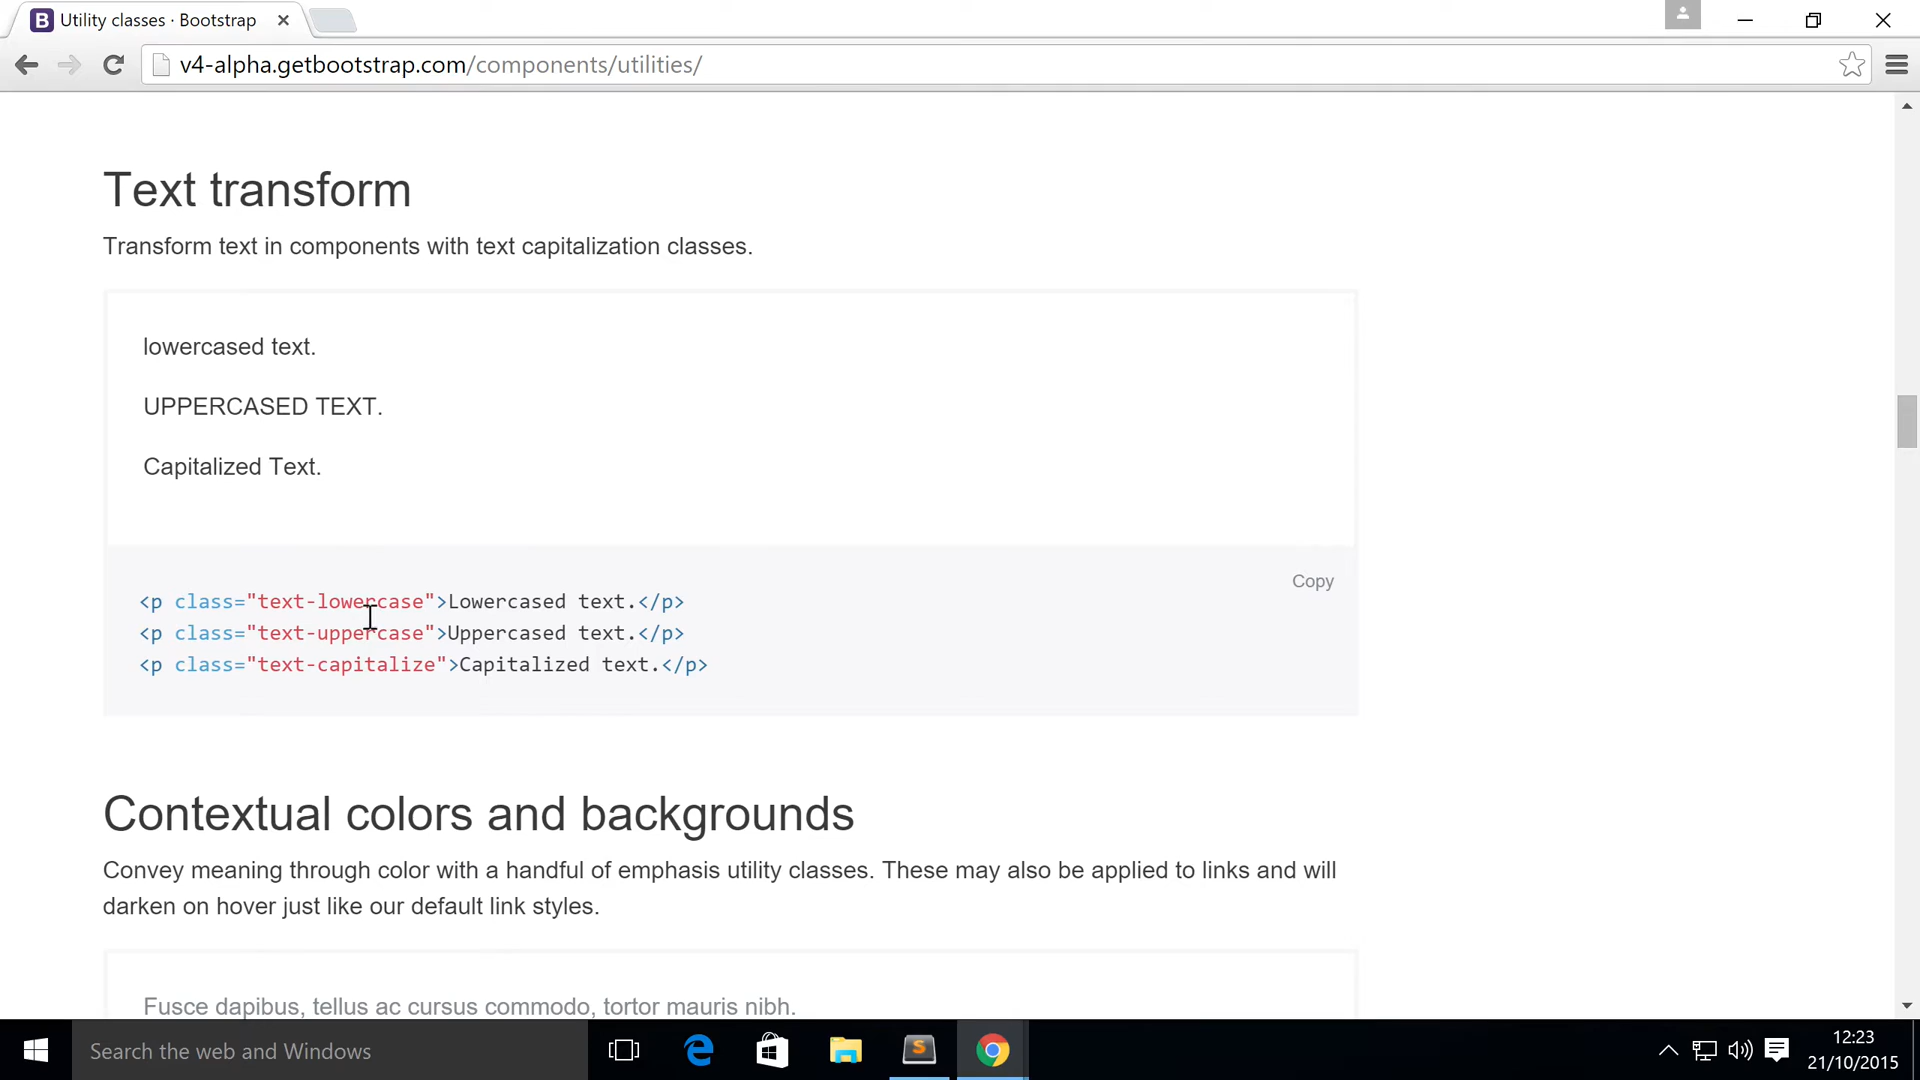 Utility classes · Bootstrap
v4-alpha.getbootstrap.com/components/utilities/
Text transform
Transform text in components with text capitalization classes.
lowercased text.
UPPERCASED TEXT.
Capitalized Text.
Copy
<p class="text-lowercase">Lowercased text.</p>
<p class="text-uppercase">Uppercased text.</p>
<p class="text-capitalize">Capitalized text.</p>
Contextual colors and backgrounds
Convey meaning through color with a handful of emphasis utility classes. These may also be applied to links and will
darken on hover just like our default link styles.
Fusce dapibus, tellus ac cursus commodo, tortor mauris nibh.
Search the web and Windows
12:23
21/10/2015